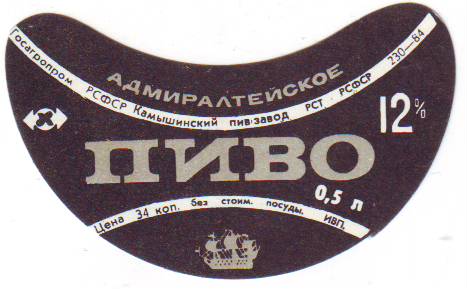 АДМИРАЛТЕЙСКОЕ
Госагропром РСФСР Камышинский пив·завод РСТ РСФСР 230—84
12%
ПИВО
0,5 л
Цена 34 коп. без стоим. посуды. ИВП.